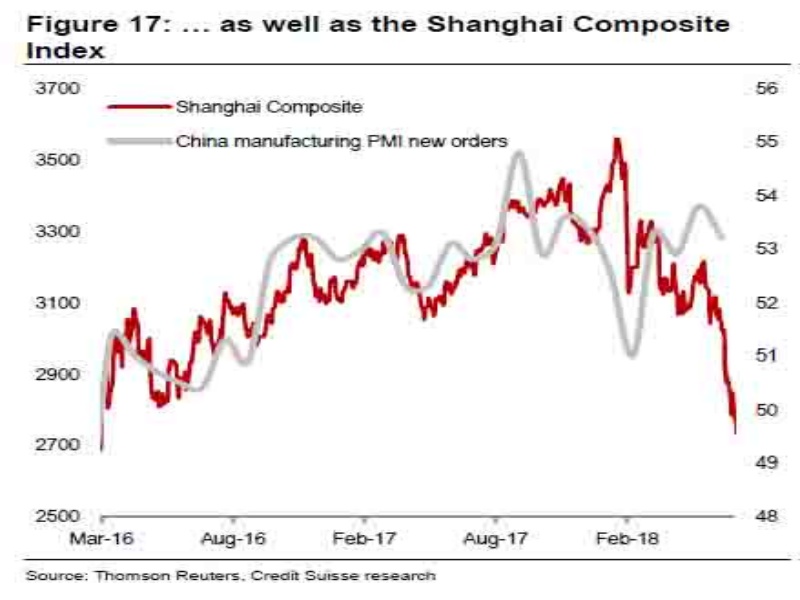 Figure 17: ... as well as the Shanghai Composite
Index
3700
56
Shanghai Composite
China manufacturing PMI new orders
55
3500
54
3300
53
3100
52
51
2900
50
2700
49
2500
48
Mar-16
Aug-16
Feb-17
Aug-17
Feb-18
Source: Thomson Reuters, Credit Suisse research